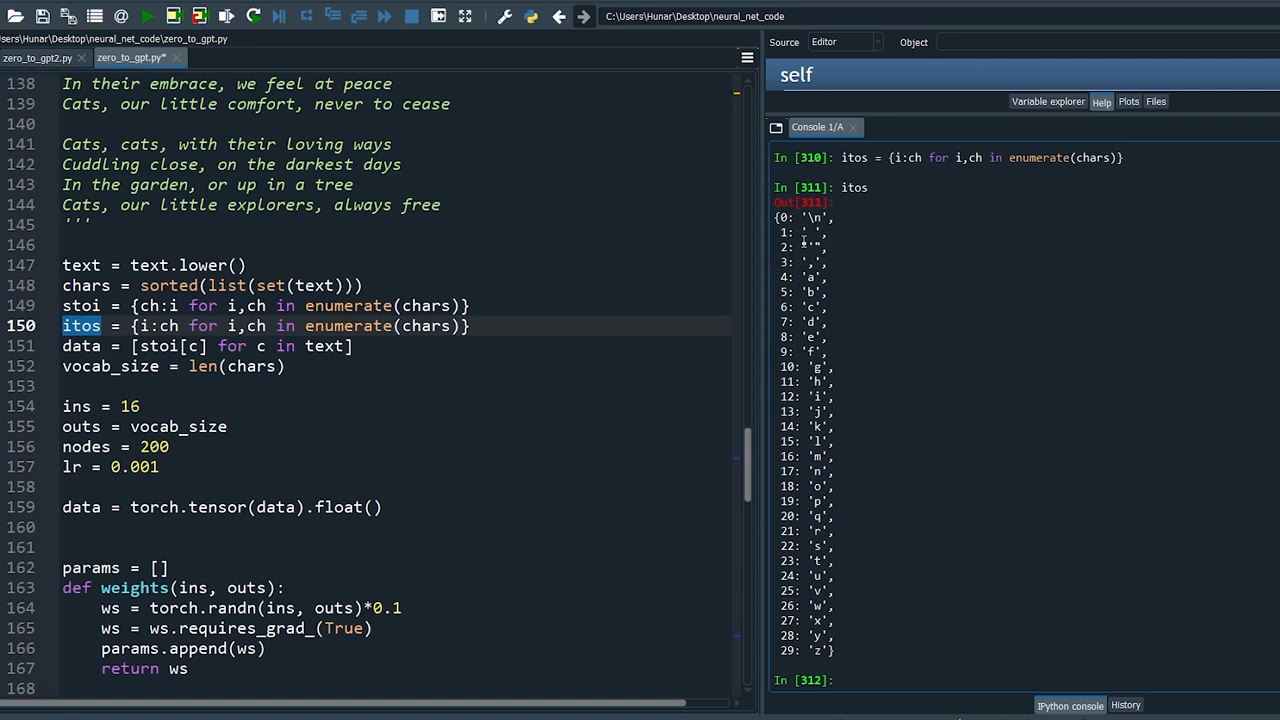 C:\Users\Hunar\Desktop\neural_net_code
Users\Hunar\Desktop\neural_net_code\zero_to_gpt.py
zero_to_gpt2.py
zero_to_gpt.py*
138 In their embrace, we feel at peace
139 Cats, our little comfort, never to cease
140
141 Cats, cats, with their loving ways
142 Cuddling close, on the darkest days
143 In the garden, or up in a tree
144 Cats, our little explorers, always free
145 '''
146
147 text = text.lower()
148 chars = sorted(list(set(text)))
149 stoi = {ch:i for i,ch in enumerate(chars)}
150 itos = {i:ch for i,ch in enumerate(chars)}
151 data = [stoi[c] for c in text]
152 vocab_size = len(chars)
153
154 ins = 16
155 outs = vocab_size
156 nodes = 200
157 lr = 0.001
158
159 data = torch.tensor(data).float()
160
161
162 params = []
163 def weights(ins, outs):
164     ws = torch.randn(ins, outs)*0.1
165     ws = ws.requires_grad_(True)
166     params.append(ws)
167     return ws
168
Source Editor Object
self
Variable explorer Help Plots Files
Console 1/A
In [310]: itos = {i:ch for i,ch in enumerate(chars)}
In [311]: itos
Out[311]:
{0: '\n',
1: ' ',
2: "'",
3: ',',
4: 'a',
5: 'b',
6: 'c',
7: 'd',
8: 'e',
9: 'f',
10: 'g',
11: 'h',
12: 'i',
13: 'j',
14: 'k',
15: 'l',
16: 'm',
17: 'n',
18: 'o',
19: 'p',
20: 'q',
21: 'r',
22: 's',
23: 't',
24: 'u',
25: 'v',
26: 'w',
27: 'x',
28: 'y',
29: 'z'}
In [312]:
IPython console History